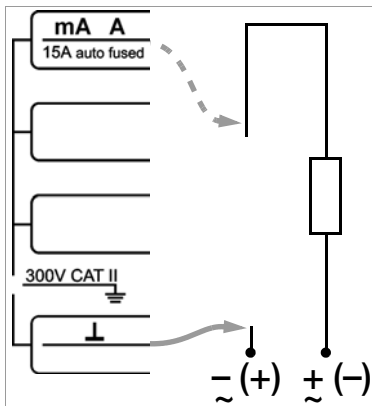 mA A
15A auto fused
300V CAT II
⊥
− (+) + (−)
~ ~